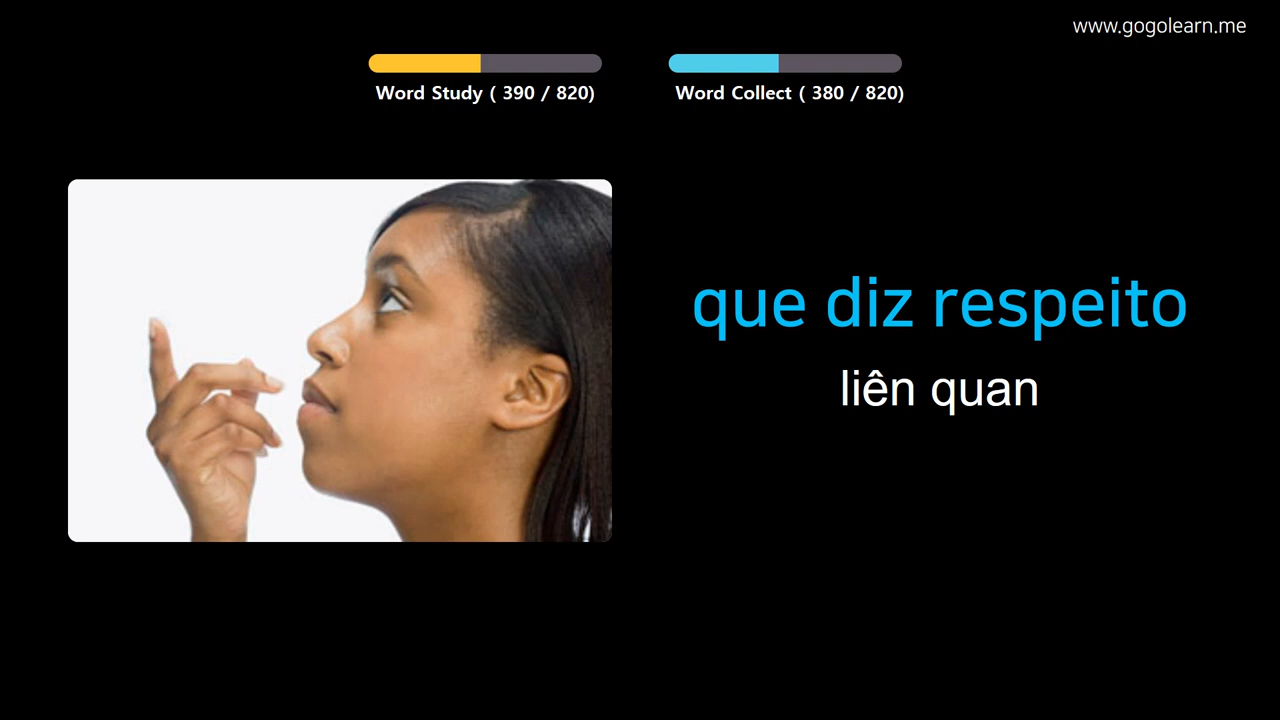 www.gogolearn.me
Word Study ( 390 / 820)
Word Collect ( 380 / 820)
que diz respeito
liên quan